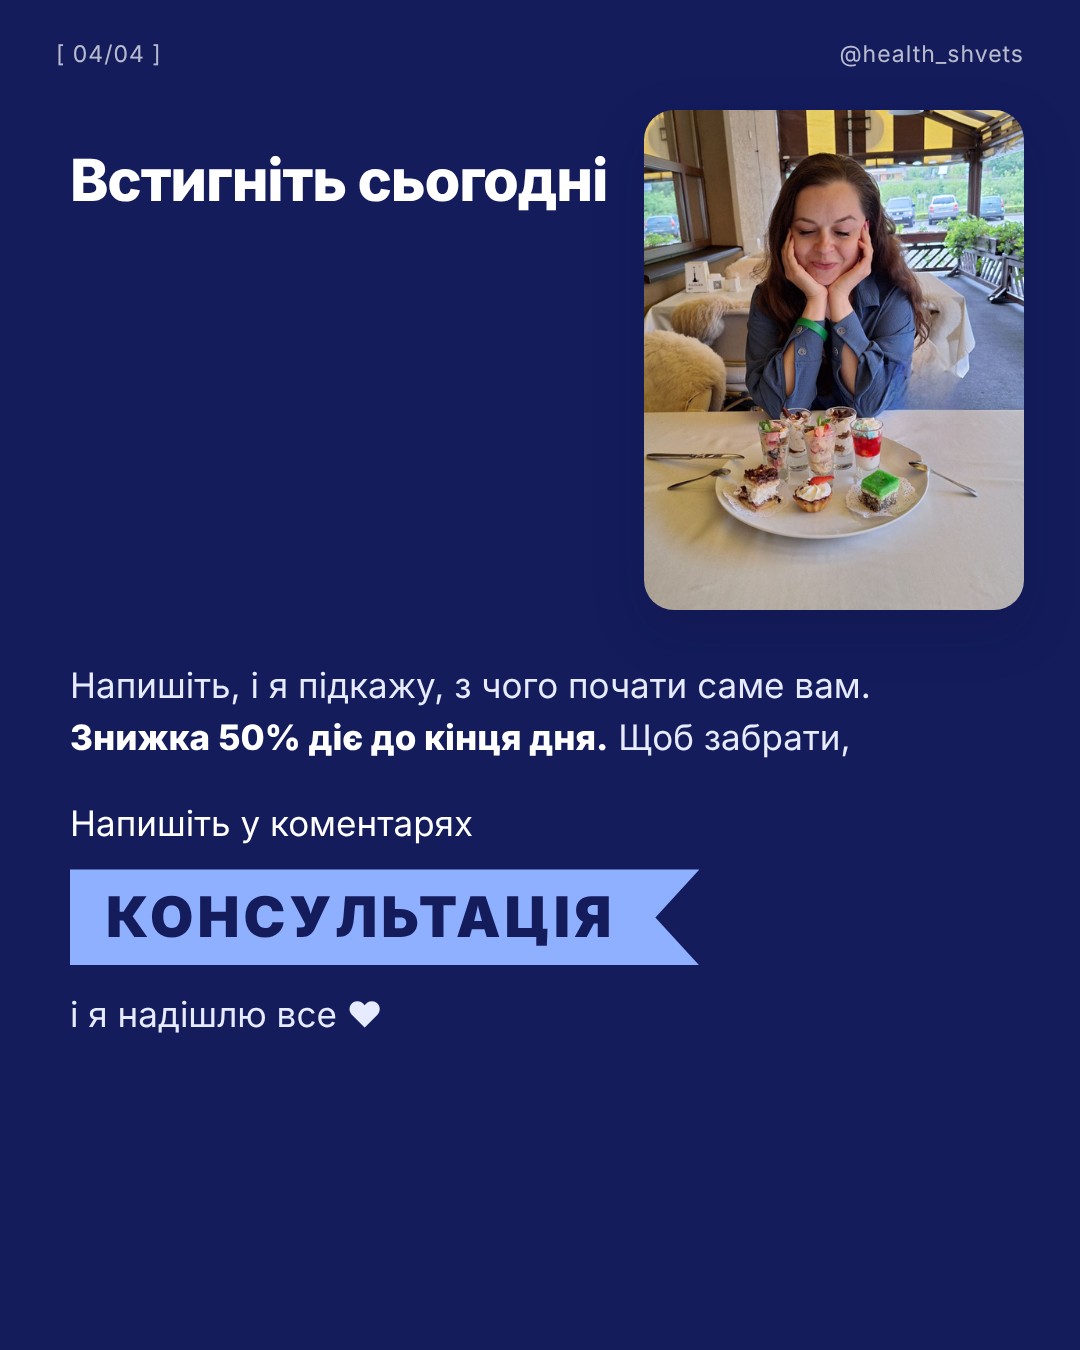 [ 04/04 ]
@health_shvets
Встигніть сьогодні
Напишіть, і я підкажу, з чого почати саме вам.
Знижка 50% діє до кінця дня. Щоб забрати,
Напишіть у коментарях
КОНСУЛЬТАЦІЯ
і я надішлю все ♥